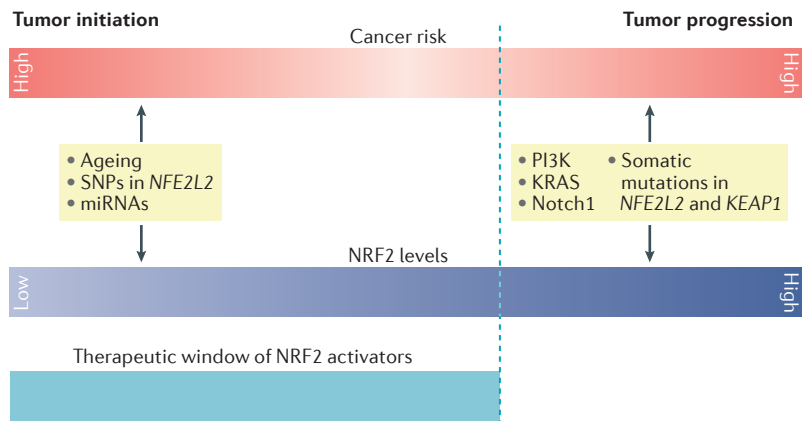 Tumor initiation
Tumor progression
Cancer risk
High
High
• Ageing
• SNPs in NFE2L2
• miRNAs
• PI3K
• KRAS
• Notch1
• Somatic
mutations in
NFE2L2 and KEAP1
NRF2 levels
Low
High
Therapeutic window of NRF2 activators